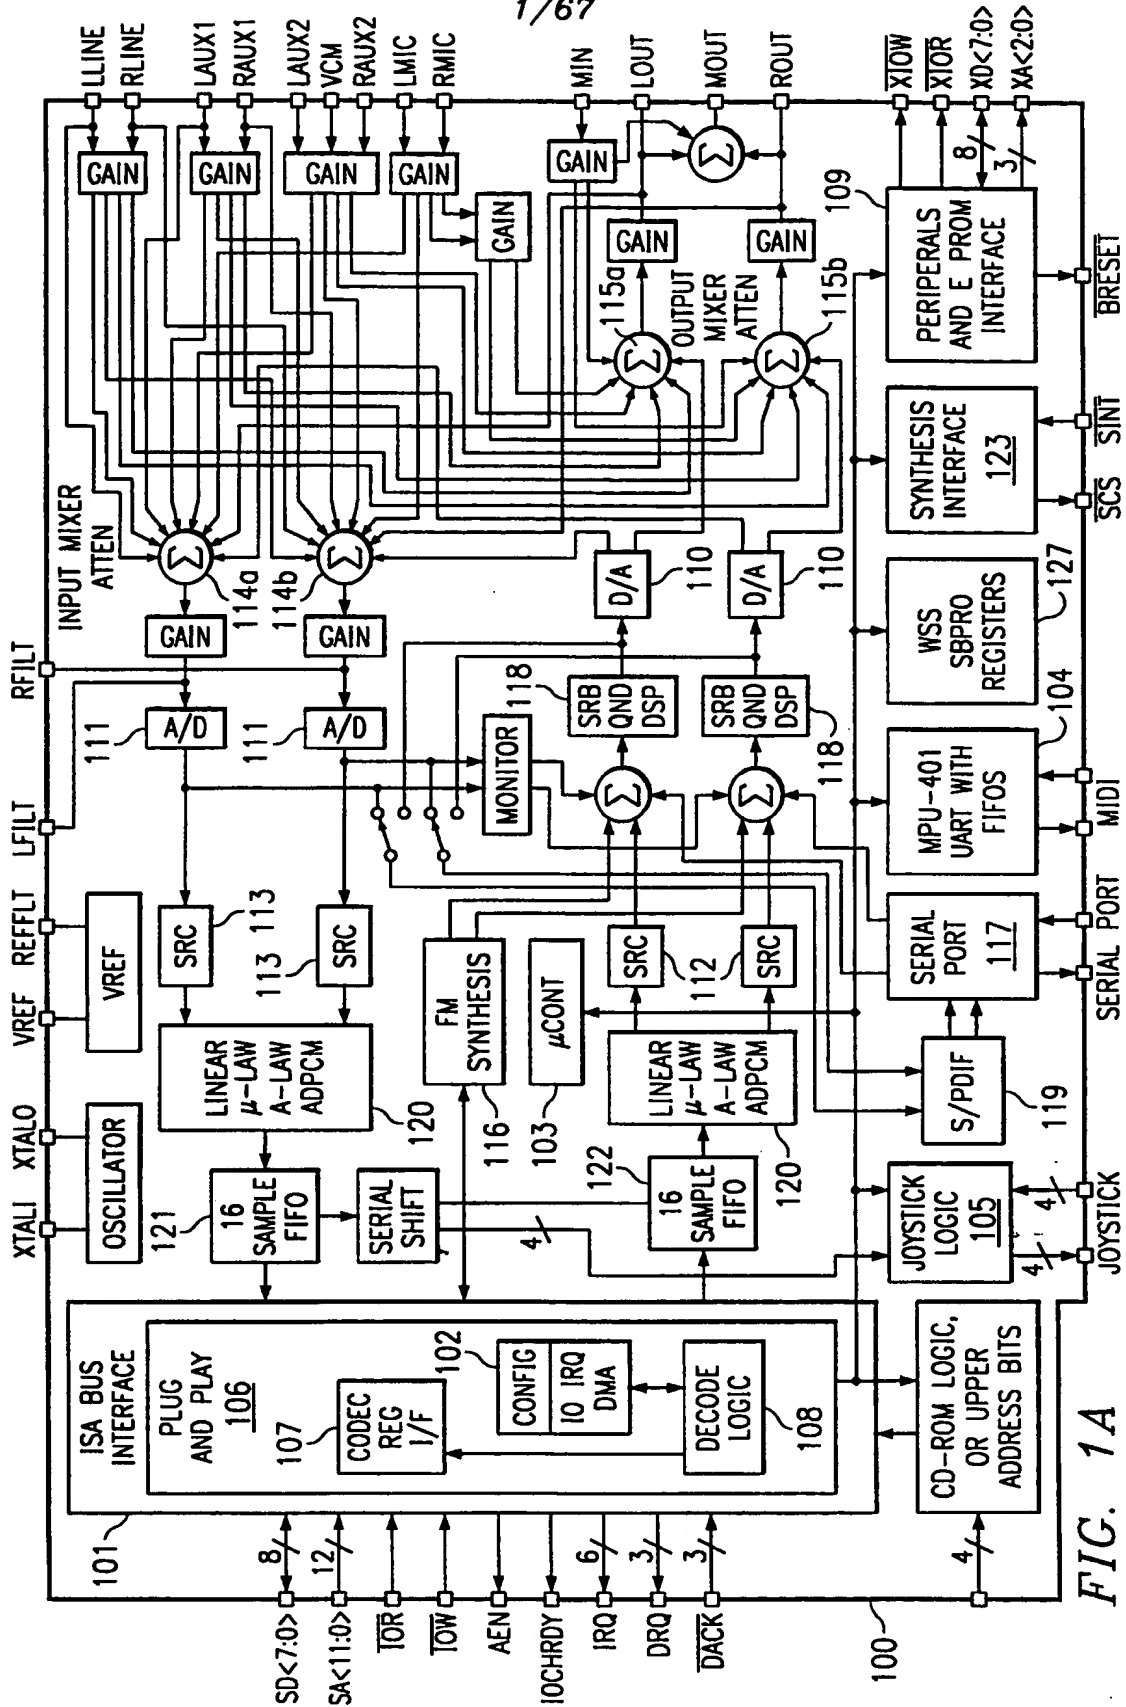 1/67
LLINE
RLINE
LAUX1
RAUX1
LAUX2
VCM
RAUX2
LMIC
RMIC
MIN
LOUT
MOUT
ROUT
XIOW
XIOR
XD<7:0>
XA<2:0>
GAIN
GAIN
GAIN
GAIN
GAIN
GAIN
8
3
109
GAIN
GAIN
PERIPERALS
AND E PROM
INTERFACE
BRESET
115a
OUTPUT
MIXER
ATTEN
115b
Σ
Σ
Σ
INPUT MIXER
ATTEN
Σ
Σ
114a
114b
SYNTHESIS
INTERFACE
123
SINT
SCS
D/A
110
D/A
110
GAIN
GAIN
RFILT
WSS
SBPRO
REGISTERS
127
A/D
111
A/D
111
118
SRB
QND
DSP
SRB
QND
DSP
118
MONITOR
LFILT
Σ
Σ
MPU-401
UART WITH
FIFOS
104
MIDI
REFFLT
VREF
VREF
SRC
113
SRC
113
FM
SYNTHESIS
116
µCONT
103
SRC
112
SRC
SERIAL
PORT
117
SERIAL PORT
LINEAR
µ-LAW
A-LAW
ADPCM
120
LINEAR
µ-LAW
A-LAW
ADPCM
120
S/PDIF
119
XTALO
XTALI
OSCILLATOR
121
16
SAMPLE
FIFO
SERIAL
SHIFT
4
122
16
SAMPLE
FIFO
JOYSTICK
LOGIC
105
4
4
JOYSTICK
ISA BUS
INTERFACE
PLUG
AND PLAY
106
107
CODEC
REG
I/F
102
CONFIG
IO IRQ
DMA
DECODE
LOGIC
108
CD-ROM LOGIC,
OR UPPER
ADDRESS BITS
101
8
12
6
3
3
4
SD<7:0>
SA<11:0>
IOR
IOW
AEN
IOCHRDY
IRQ
DRQ
DACK
100
FIG. 1A